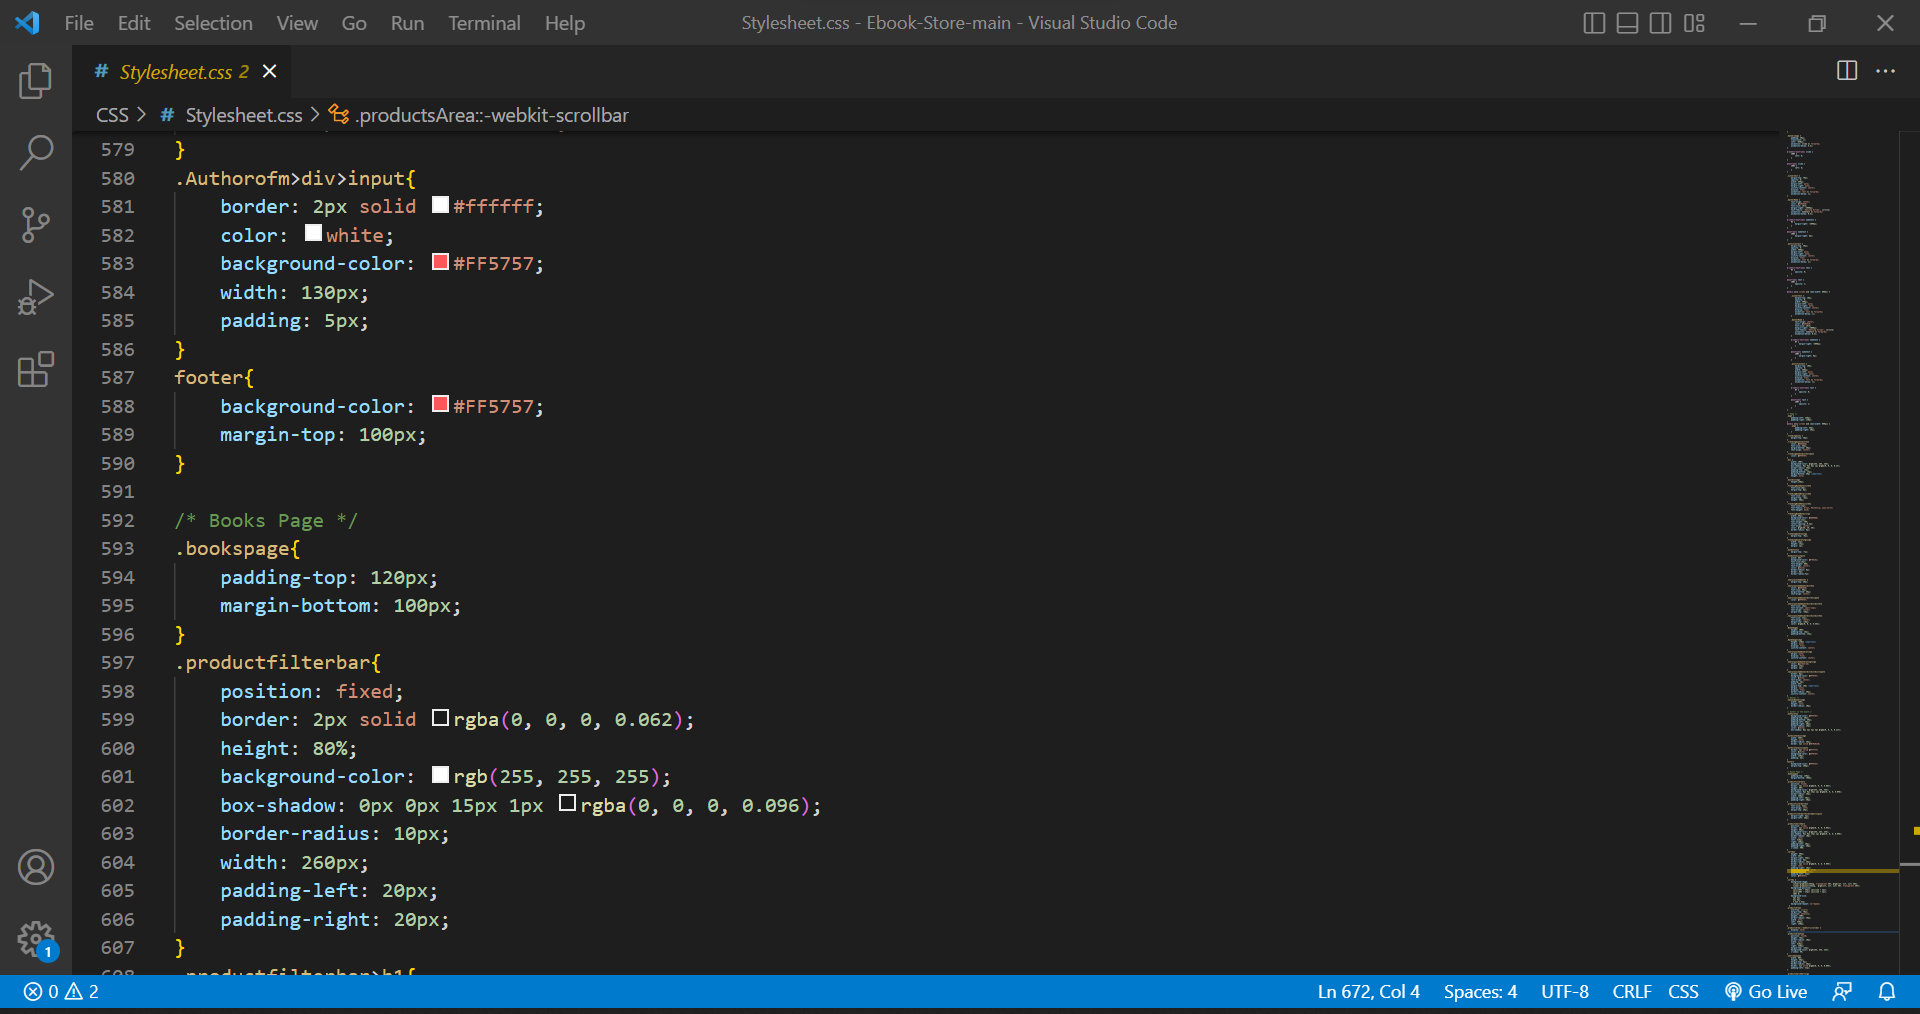 File Edit Selection View Go Run Terminal Help Stylesheet.css - Ebook-Store-main - Visual Studio Code
# Stylesheet.css 2
CSS > # Stylesheet.css > .productsArea::-webkit-scrollbar
579 }
580 .Authorofm>div>input{
581 border: 2px solid #ffffff;
582 color: white;
583 background-color: #FF5757;
584 width: 130px;
585 padding: 5px;
586 }
587 footer{
588 background-color: #FF5757;
589 margin-top: 100px;
590 }
591
592 /* Books Page */
593 .bookspage{
594 padding-top: 120px;
595 margin-bottom: 100px;
596 }
597 .productfilterbar{
598 position: fixed;
599 border: 2px solid rgba(0, 0, 0, 0.062);
600 height: 80%;
601 background-color: rgb(255, 255, 255);
602 box-shadow: 0px 0px 15px 1px rgba(0, 0, 0, 0.096);
603 border-radius: 10px;
604 width: 260px;
605 padding-left: 20px;
606 padding-right: 20px;
607 }
608 .productfilterbar>h1{
1
0 2 Ln 672, Col 4 Spaces: 4 UTF-8 CRLF CSS Go Live